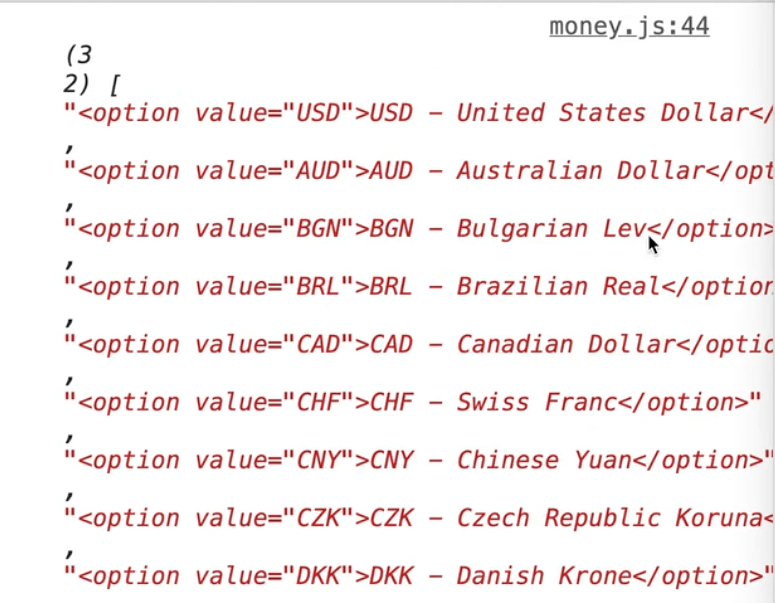 money.js:44
(3
2) [
"<option value="USD">USD – United States Dollar</
,
"<option value="AUD">AUD – Australian Dollar</opt
,
"<option value="BGN">BGN – Bulgarian Lev</option>
,
"<option value="BRL">BRL – Brazilian Real</option
,
"<option value="CAD">CAD – Canadian Dollar</optio
,
"<option value="CHF">CHF – Swiss Franc</option>"
,
"<option value="CNY">CNY – Chinese Yuan</option>"
,
"<option value="CZK">CZK – Czech Republic Koruna<
,
"<option value="DKK">DKK – Danish Krone</option>"